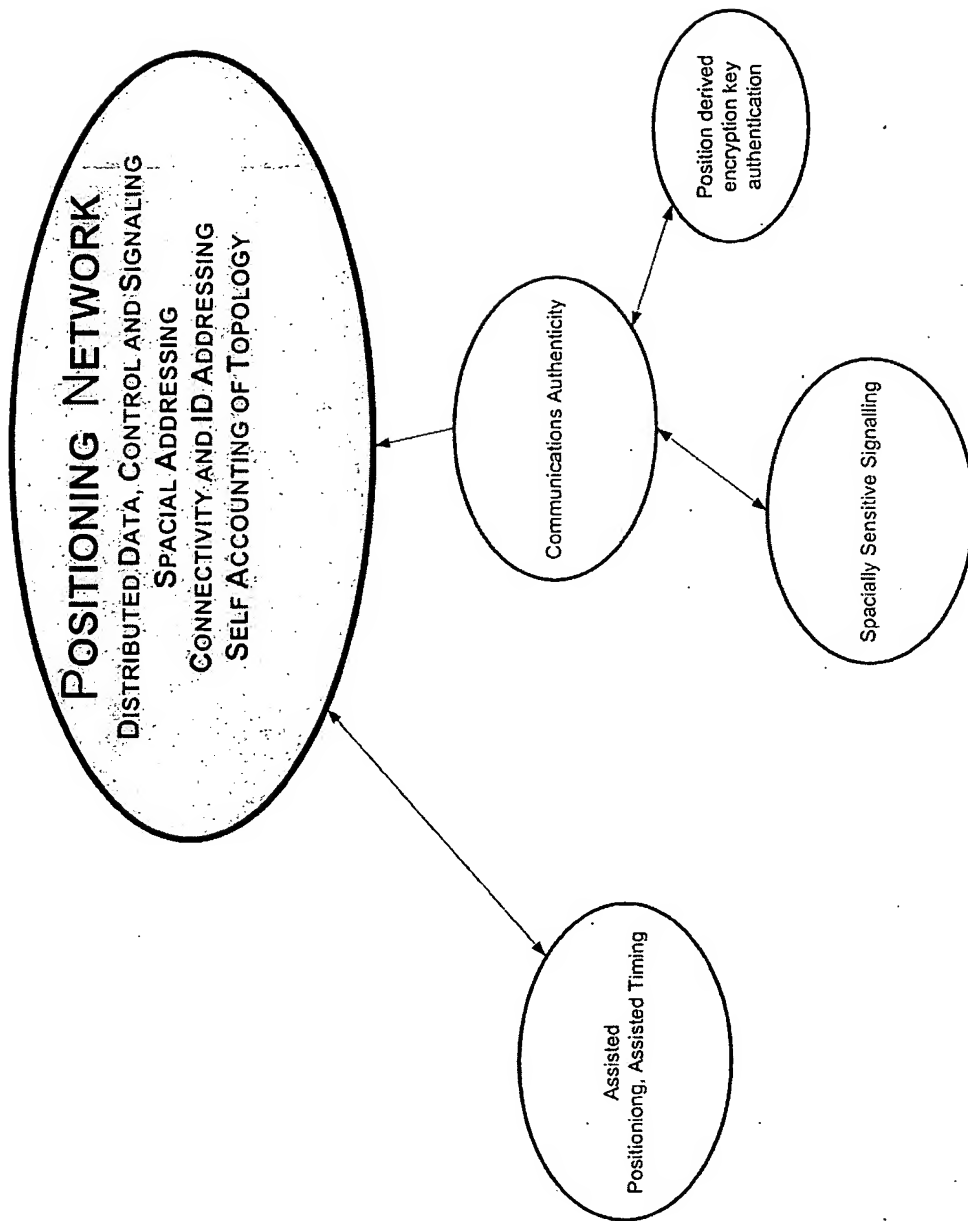 POSITIONING NETWORK
DISTRIBUTED DATA, CONTROL AND SIGNALING
SPACIAL ADDRESSING
CONNECTIVITY AND ID ADDRESSING
SELF ACCOUNTING OF TOPOLOGY
Assisted
Positioniong, Assisted Timing
Communications Authenticity
Spacially Sensitive Signalling
Position derived
encryption key
authentication